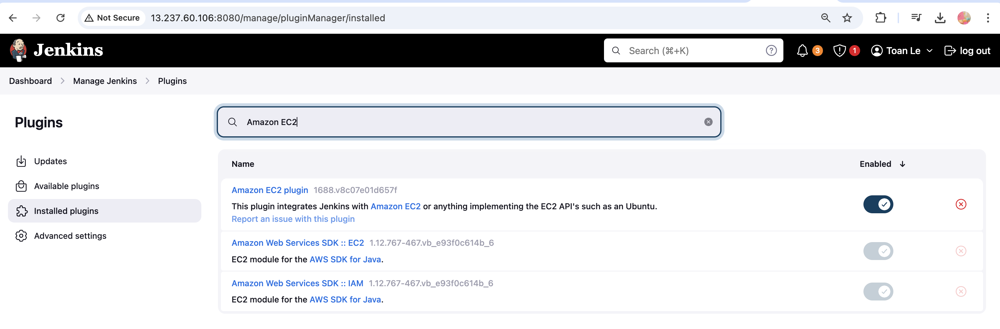 Not Secure 13.237.60.106:8080/manage/pluginManager/installed
Jenkins
Search (⌘+K)
3
1
Toan Le
log out
Dashboard
Manage Jenkins
Plugins
Plugins
Updates
Available plugins
Installed plugins
Advanced settings
Amazon EC2
Name
Enabled
Amazon EC2 plugin 1688.v8c07e01d657f
This plugin integrates Jenkins with Amazon EC2 or anything implementing the EC2 API's such as an Ubuntu.
Report an issue with this plugin
Amazon Web Services SDK :: EC2 1.12.767-467.vb_e93f0c614b_6
EC2 module for the AWS SDK for Java.
Amazon Web Services SDK :: IAM 1.12.767-467.vb_e93f0c614b_6
EC2 module for the AWS SDK for Java.